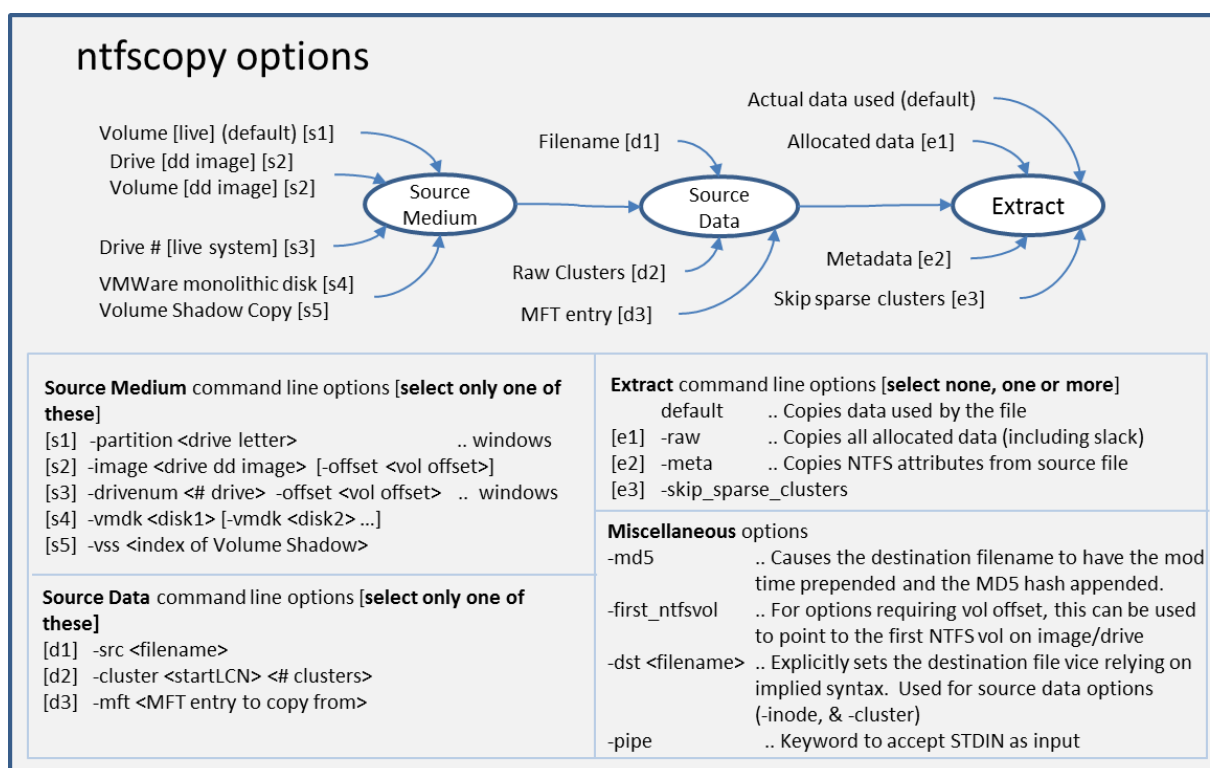 ntfscopy options
Volume [live] (default) [s1]
Drive [dd image] [s2]
Volume [dd image] [s2]
Drive # [live system] [s3]
VMWare monolithic disk [s4]
Volume Shadow Copy [s5]
Source
Medium
Filename [d1]
Source
Data
Raw Clusters [d2]
MFT entry [d3]
Actual data used (default)
Allocated data [e1]
Extract
Metadata [e2]
Skip sparse clusters [e3]
Source Medium command line options [select only one of
these]
[s1] -partition <drive letter> .. windows
[s2] -image <drive dd image> [-offset <vol offset>]
[s3] -drivenum <# drive> -offset <vol offset> .. windows
[s4] -vmdk <disk1> [-vmdk <disk2> ...]
[s5] -vss <index of Volume Shadow>
Source Data command line options [select only one of
these]
[d1] -src <filename>
[d2] -cluster <startLCN> <# clusters>
[d3] -mft <MFT entry to copy from>
Extract command line options [select none, one or more]
default .. Copies data used by the file
[e1] -raw .. Copies all allocated data (including slack)
[e2] -meta .. Copies NTFS attributes from source file
[e3] -skip_sparse_clusters
Miscellaneous options
-md5 .. Causes the destination filename to have the mod
time prepended and the MD5 hash appended.
-first_ntfsvol .. For options requiring vol offset, this can be used
to point to the first NTFS vol on image/drive
-dst <filename> .. Explicitly sets the destination file vice relying on
implied syntax. Used for source data options
(-inode, & -cluster)
-pipe .. Keyword to accept STDIN as input